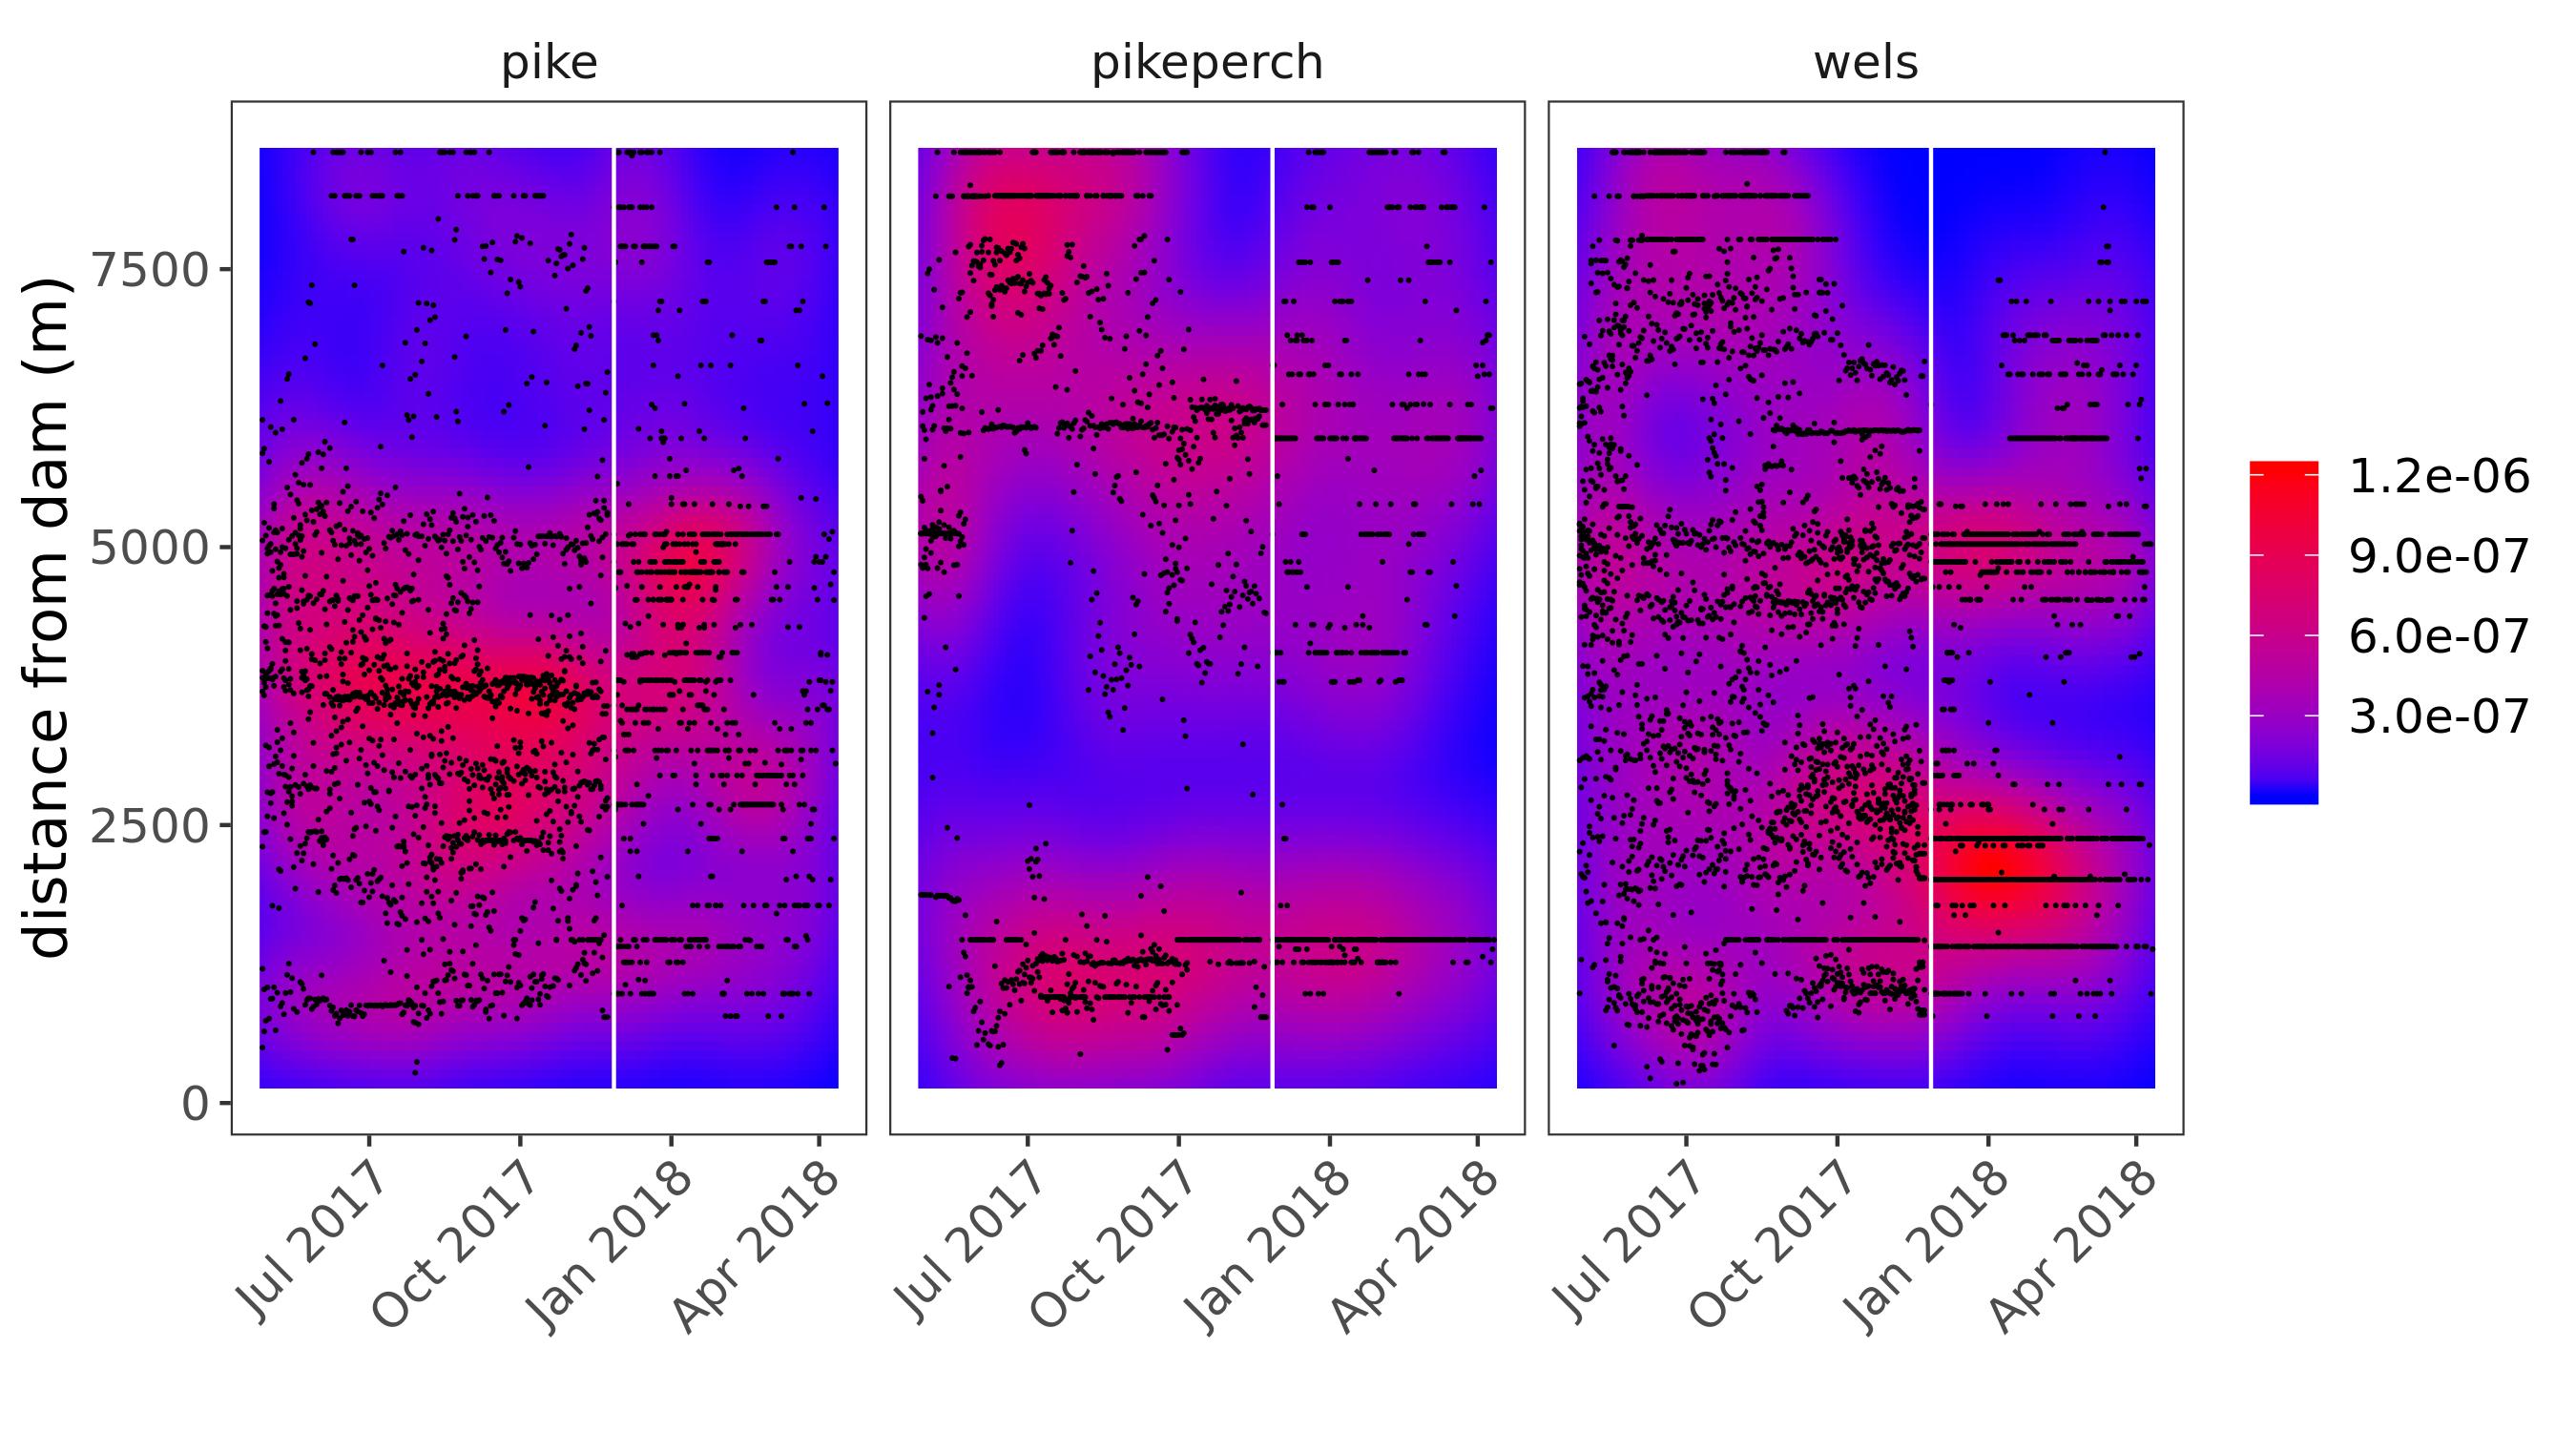 pike
pikeperch
wels
distance from dam (m)
7500
5000
2500
0
Jul 2017
Oct 2017
Jan 2018
Apr 2018
Jul 2017
Oct 2017
Jan 2018
Apr 2018
Jul 2017
Oct 2017
Jan 2018
Apr 2018
1.2e-06
9.0e-07
6.0e-07
3.0e-07